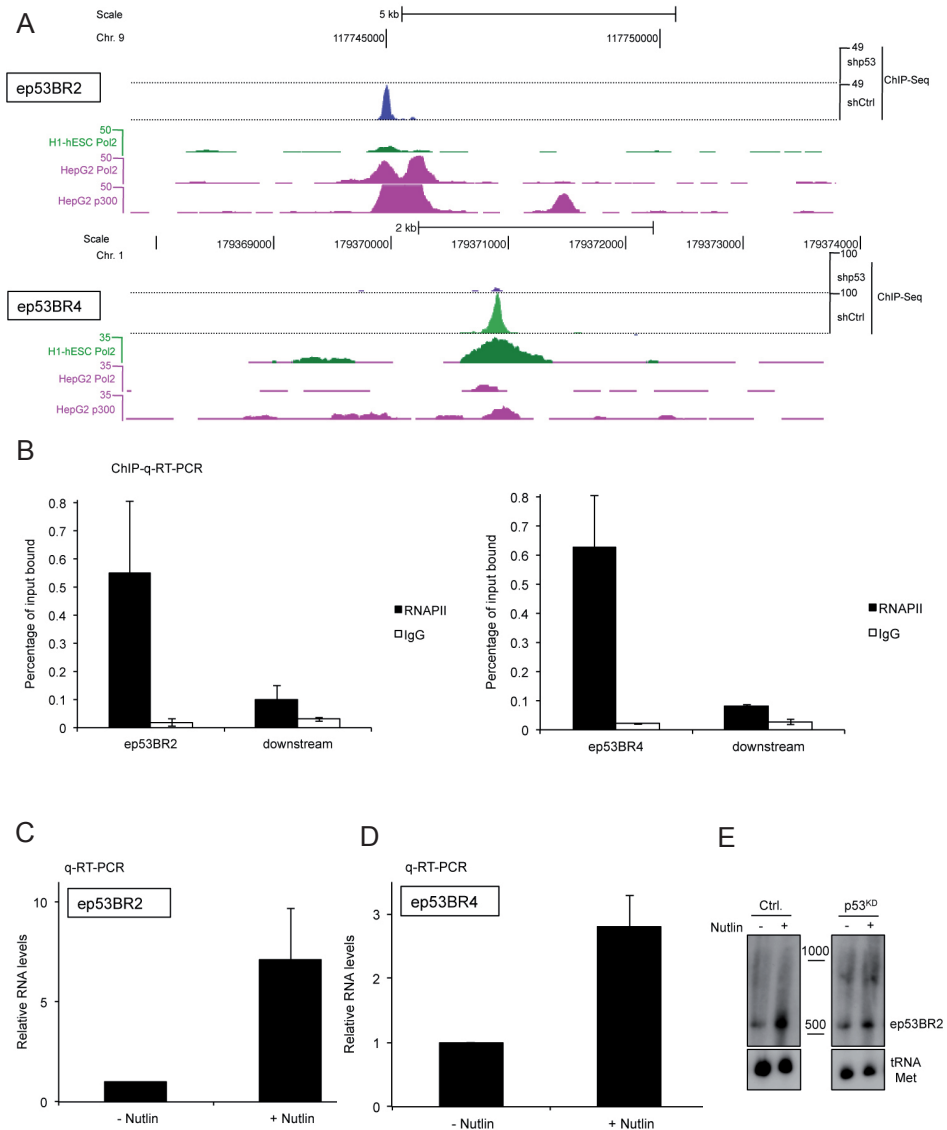 A
Scale 5 kb
Chr. 9 117745000 117750000
ep53BR2
49
shp53
49
shCtrl
ChIP-Seq
50
H1-hESC Pol2
50
HepG2 Pol2
50
HepG2 p300
Scale 2 kb
Chr. 1 179369000 179370000 179371000 179372000 179373000 179374000
ep53BR4
100
shp53
100
shCtrl
ChIP-Seq
35
H1-hESC Pol2
35
HepG2 Pol2
35
HepG2 p300
B
ChIP-q-RT-PCR
Percentage of input bound
0.8
0.7
0.6
0.5
0.4
0.3
0.2
0.1
0
ep53BR2 downstream
RNAPII
IgG
Percentage of input bound
0.8
0.7
0.6
0.5
0.4
0.3
0.2
0.1
0
ep53BR4 downstream
RNAPII
IgG
C
q-RT-PCR
ep53BR2
Relative RNA levels
10
5
0
- Nutlin + Nutlin
D
q-RT-PCR
ep53BR4
Relative RNA levels
3
2
1
0
- Nutlin + Nutlin
E
Ctrl. p53KD
Nutlin - + - +
1000
500
ep53BR2
tRNA
Met